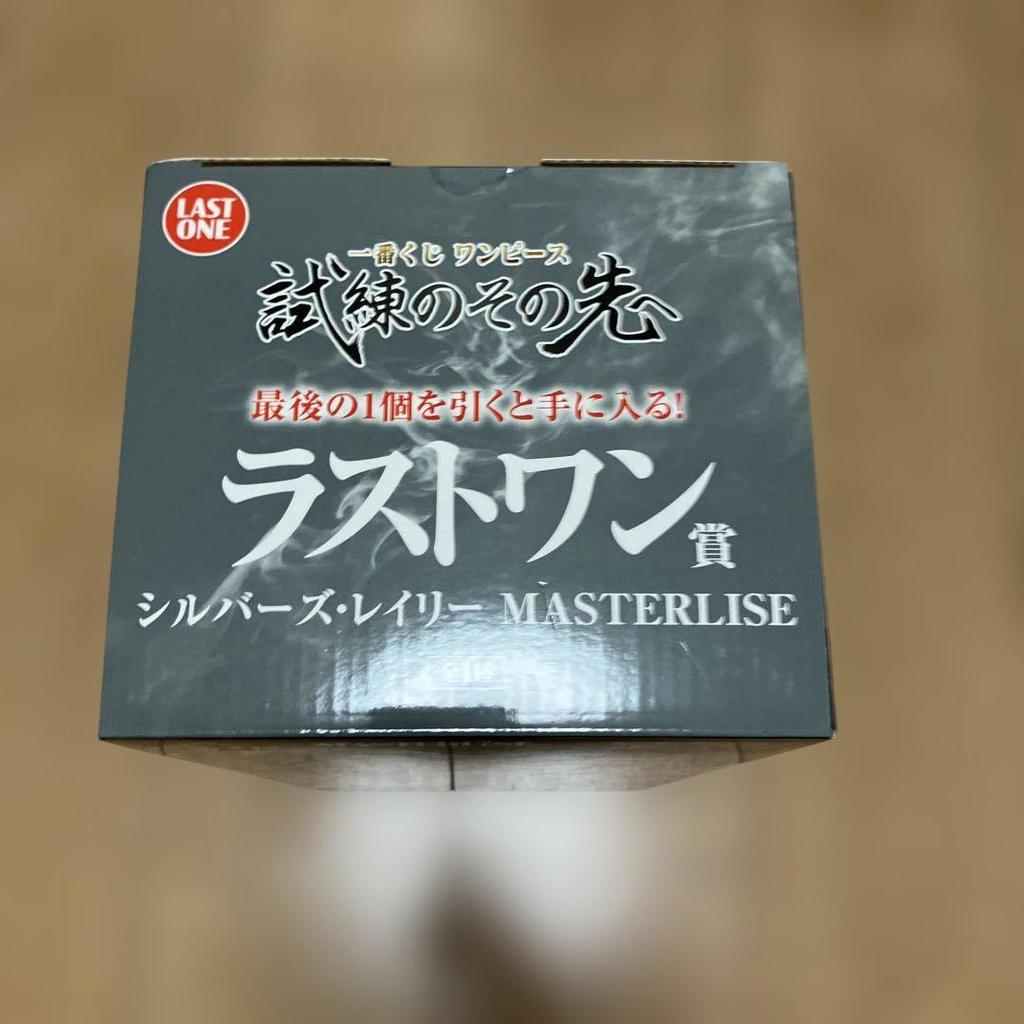 LAST
ONE
一番くじ ワンピース
試練のその先へ
最後の1個を引くと手に入る!
ラストワン賞
シルバーズ・レイリー MASTERLISE